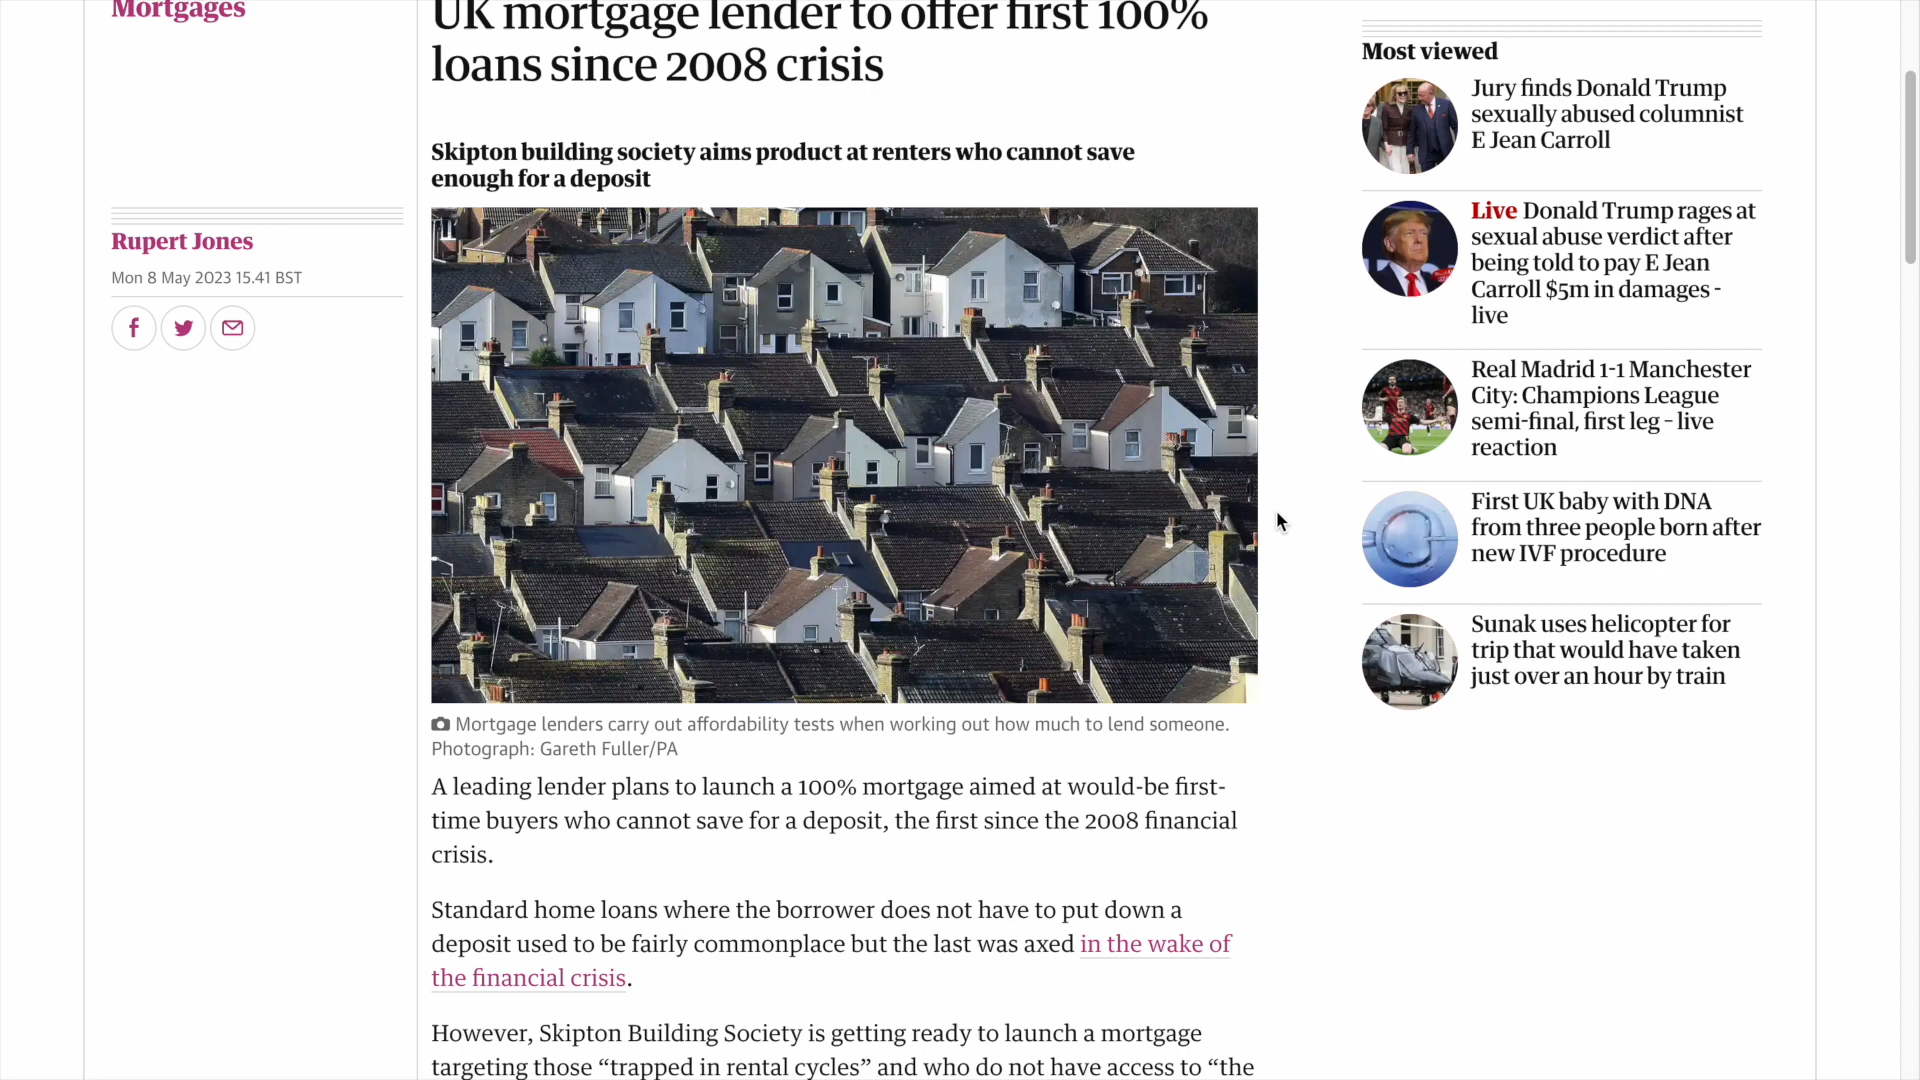 Mortgages
UK mortgage lender to offer first 100%
loans since 2008 crisis
Skipton building society aims product at renters who cannot save
enough for a deposit
Rupert Jones
Mon 8 May 2023 15.41 BST
Mortgage lenders carry out affordability tests when working out how much to lend someone.
Photograph: Gareth Fuller/PA
A leading lender plans to launch a 100% mortgage aimed at would-be first-
time buyers who cannot save for a deposit, the first since the 2008 financial
crisis.
Standard home loans where the borrower does not have to put down a
deposit used to be fairly commonplace but the last was axed in the wake of
the financial crisis.
However, Skipton Building Society is getting ready to launch a mortgage
targeting those “trapped in rental cycles” and who do not have access to “the
Most viewed
Jury finds Donald Trump
sexually abused columnist
E Jean Carroll
Live Donald Trump rages at
sexual abuse verdict after
being told to pay E Jean
Carroll $5m in damages -
live
Real Madrid 1-1 Manchester
City: Champions League
semi-final, first leg – live
reaction
First UK baby with DNA
from three people born after
new IVF procedure
Sunak uses helicopter for
trip that would have taken
just over an hour by train